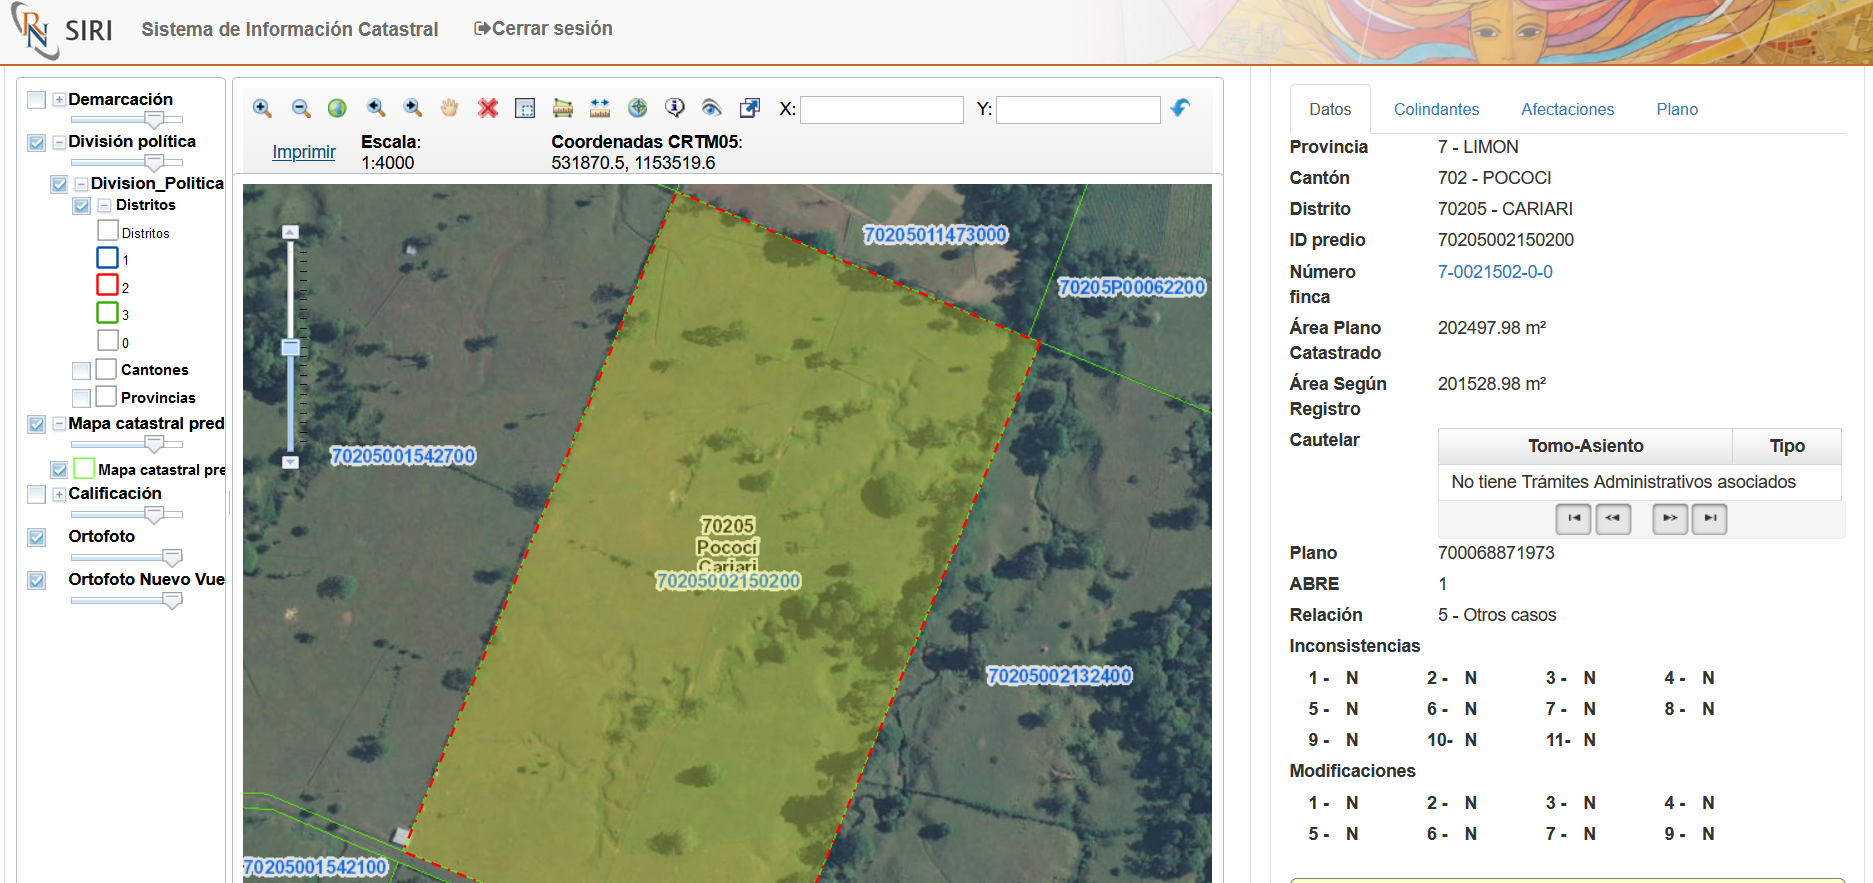 RN SIRI Sistema de Información Catastral Cerrar sesión
Demarcación
División política
Division_Politica
Distritos
Distritos
1
2
3
0
Cantones
Provincias
Mapa catastral pred
Mapa catastral pre
Calificación
Ortofoto
Ortofoto Nuevo Vue
X: Y:
Imprimir
Escala:
1:4000
Coordenadas CRTM05:
531870.5, 1153519.6
70205011473000
70205P00062200
70205001542700
70205
Pococí
Cariari
70205002150200
70205002132400
70205001542100
Datos Colindantes Afectaciones Plano
Provincia 7 - LIMON
Cantón 702 - POCOCI
Distrito 70205 - CARIARI
ID predio 70205002150200
Número finca 7-0021502-0-0
Área Plano Catastrado 202497.98 m²
Área Según Registro 201528.98 m²
Cautelar
Tomo-Asiento Tipo
No tiene Trámites Administrativos asociados
Plano 700068871973
ABRE 1
Relación 5 - Otros casos
Inconsistencias
1 - N 2 - N 3 - N 4 - N
5 - N 6 - N 7 - N 8 - N
9 - N 10- N 11- N
Modificaciones
1 - N 2 - N 3 - N 4 - N
5 - N 6 - N 7 - N 9 - N